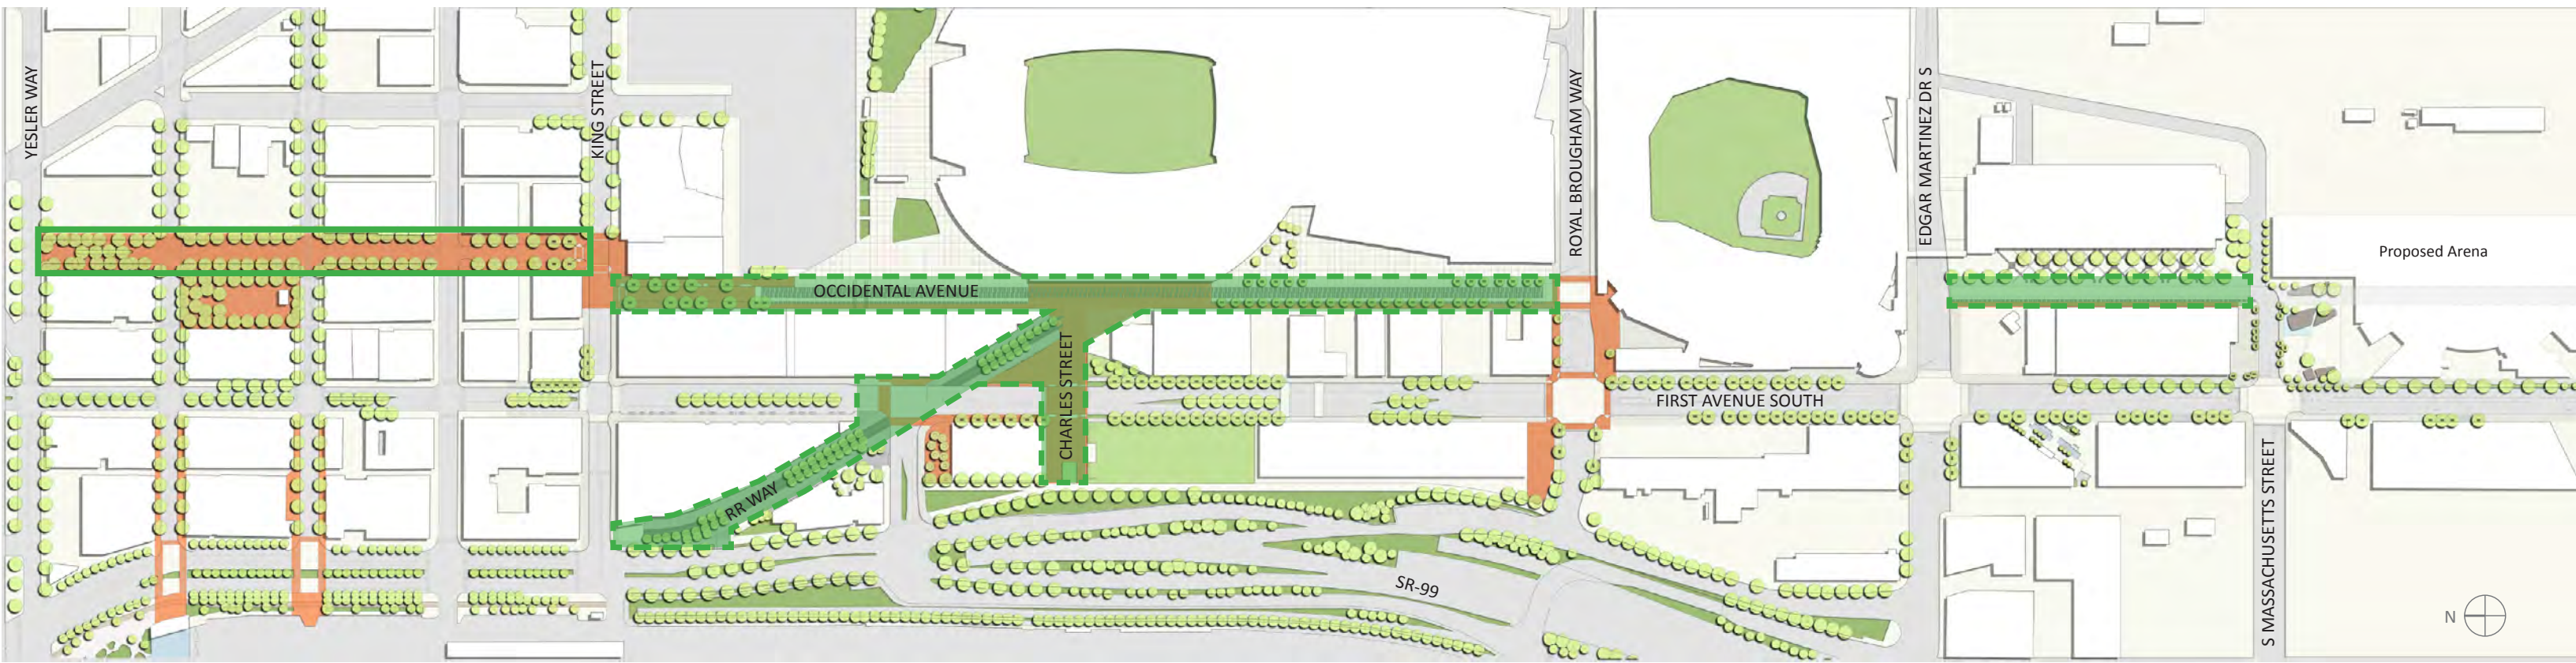 YESLER WAY
KING STREET
ROYAL BROUGHAM WAY
EDGAR MARTINEZ DR S
Proposed Arena
OCCIDENTAL AVENUE
CHARLES STREET
FIRST AVENUE SOUTH
RR WAY
SR-99
S MASSACHUSETTS STREET
N